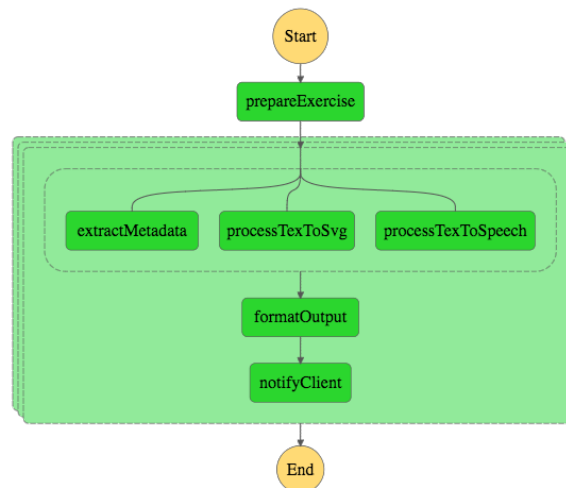 Start
prepareExercise
extractMetadata
processTexToSvg
processTexToSpeech
formatOutput
notifyClient
End